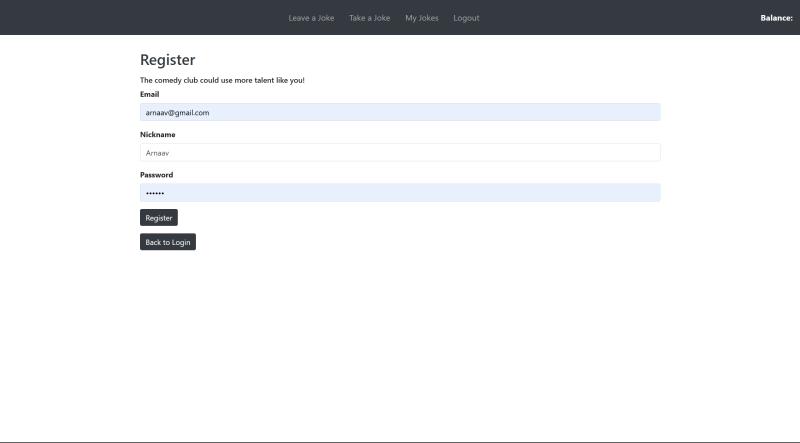 Leave a Joke Take a Joke My Jokes Logout Balance:
Register
The comedy club could use more talent like you!
Email
arnaav@gmail.com
Nickname
Arnaav
Password
••••••
Register
Back to Login